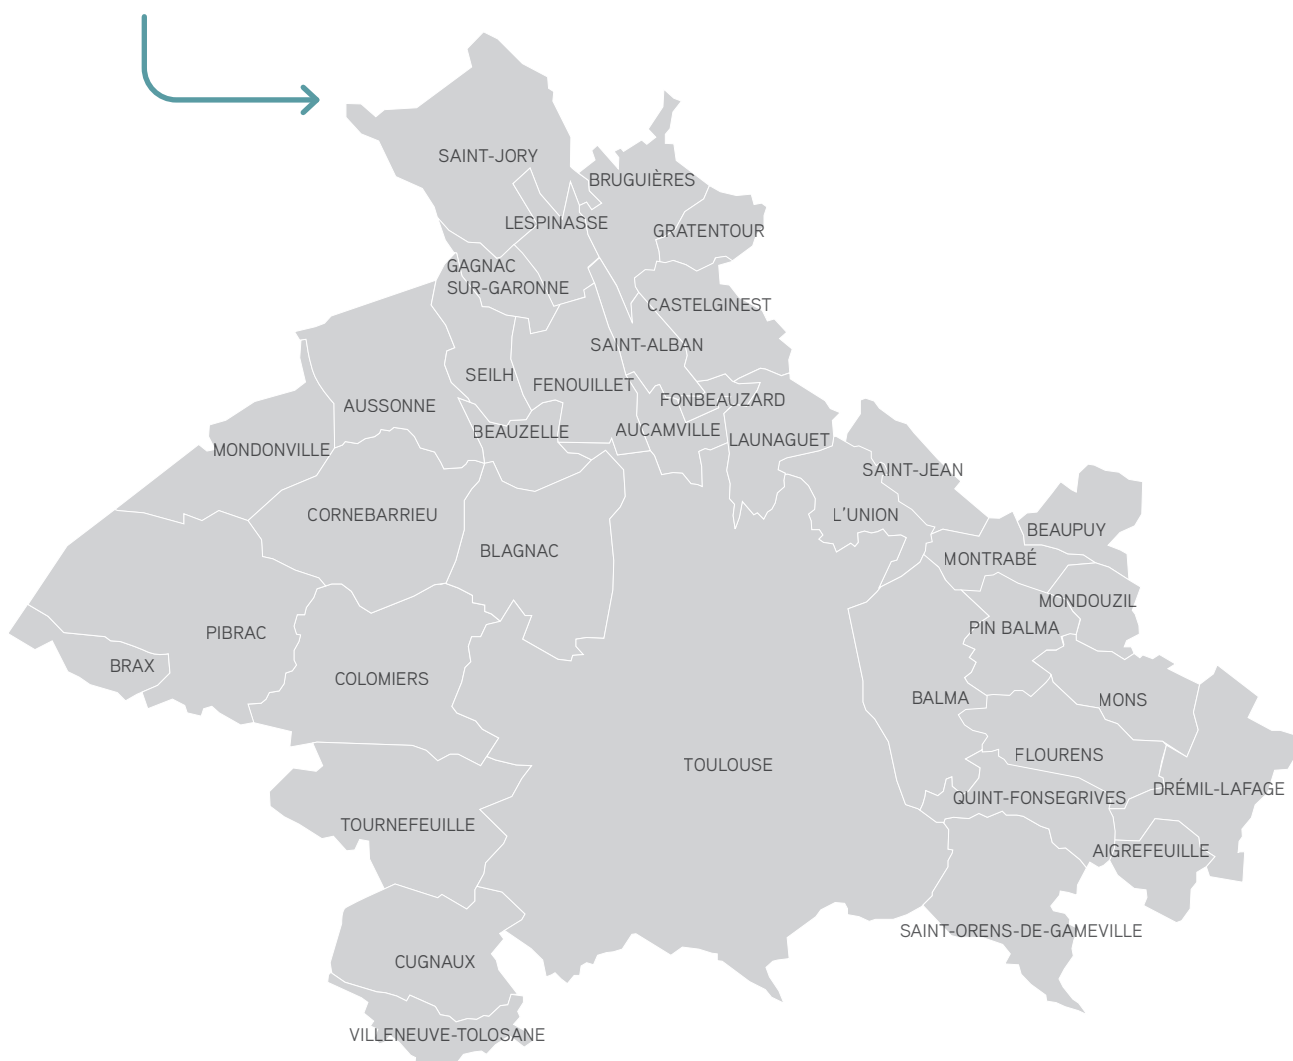 SAINT-JORY
BRUGUIÈRES
LESPINASSE
GRATENTOUR
GAGNAC
SUR-GARONNE
CASTELGINEST
SAINT-ALBAN
SEILH
FENOUILLET
FONBEAUZARD
AUSSONNE
BEAUZELLE
AUCAMVILLE
LAUNAGUET
MONDONVILLE
SAINT-JEAN
CORNEBARRIEU
L'UNION
BEAUPUY
BLAGNAC
MONTRABÉ
MONDOUZIL
PIBRAC
PIN BALMA
BRAX
COLOMIERS
BALMA
MONS
FLOURENS
TOULOUSE
DRÉMIL-LAFAGE
QUINT-FONSEGRIVES
TOURNEFEUILLE
AIGREFEUILLE
SAINT-ORENS-DE-GAMEVILLE
CUGNAUX
VILLENEUVE-TOLOSANE